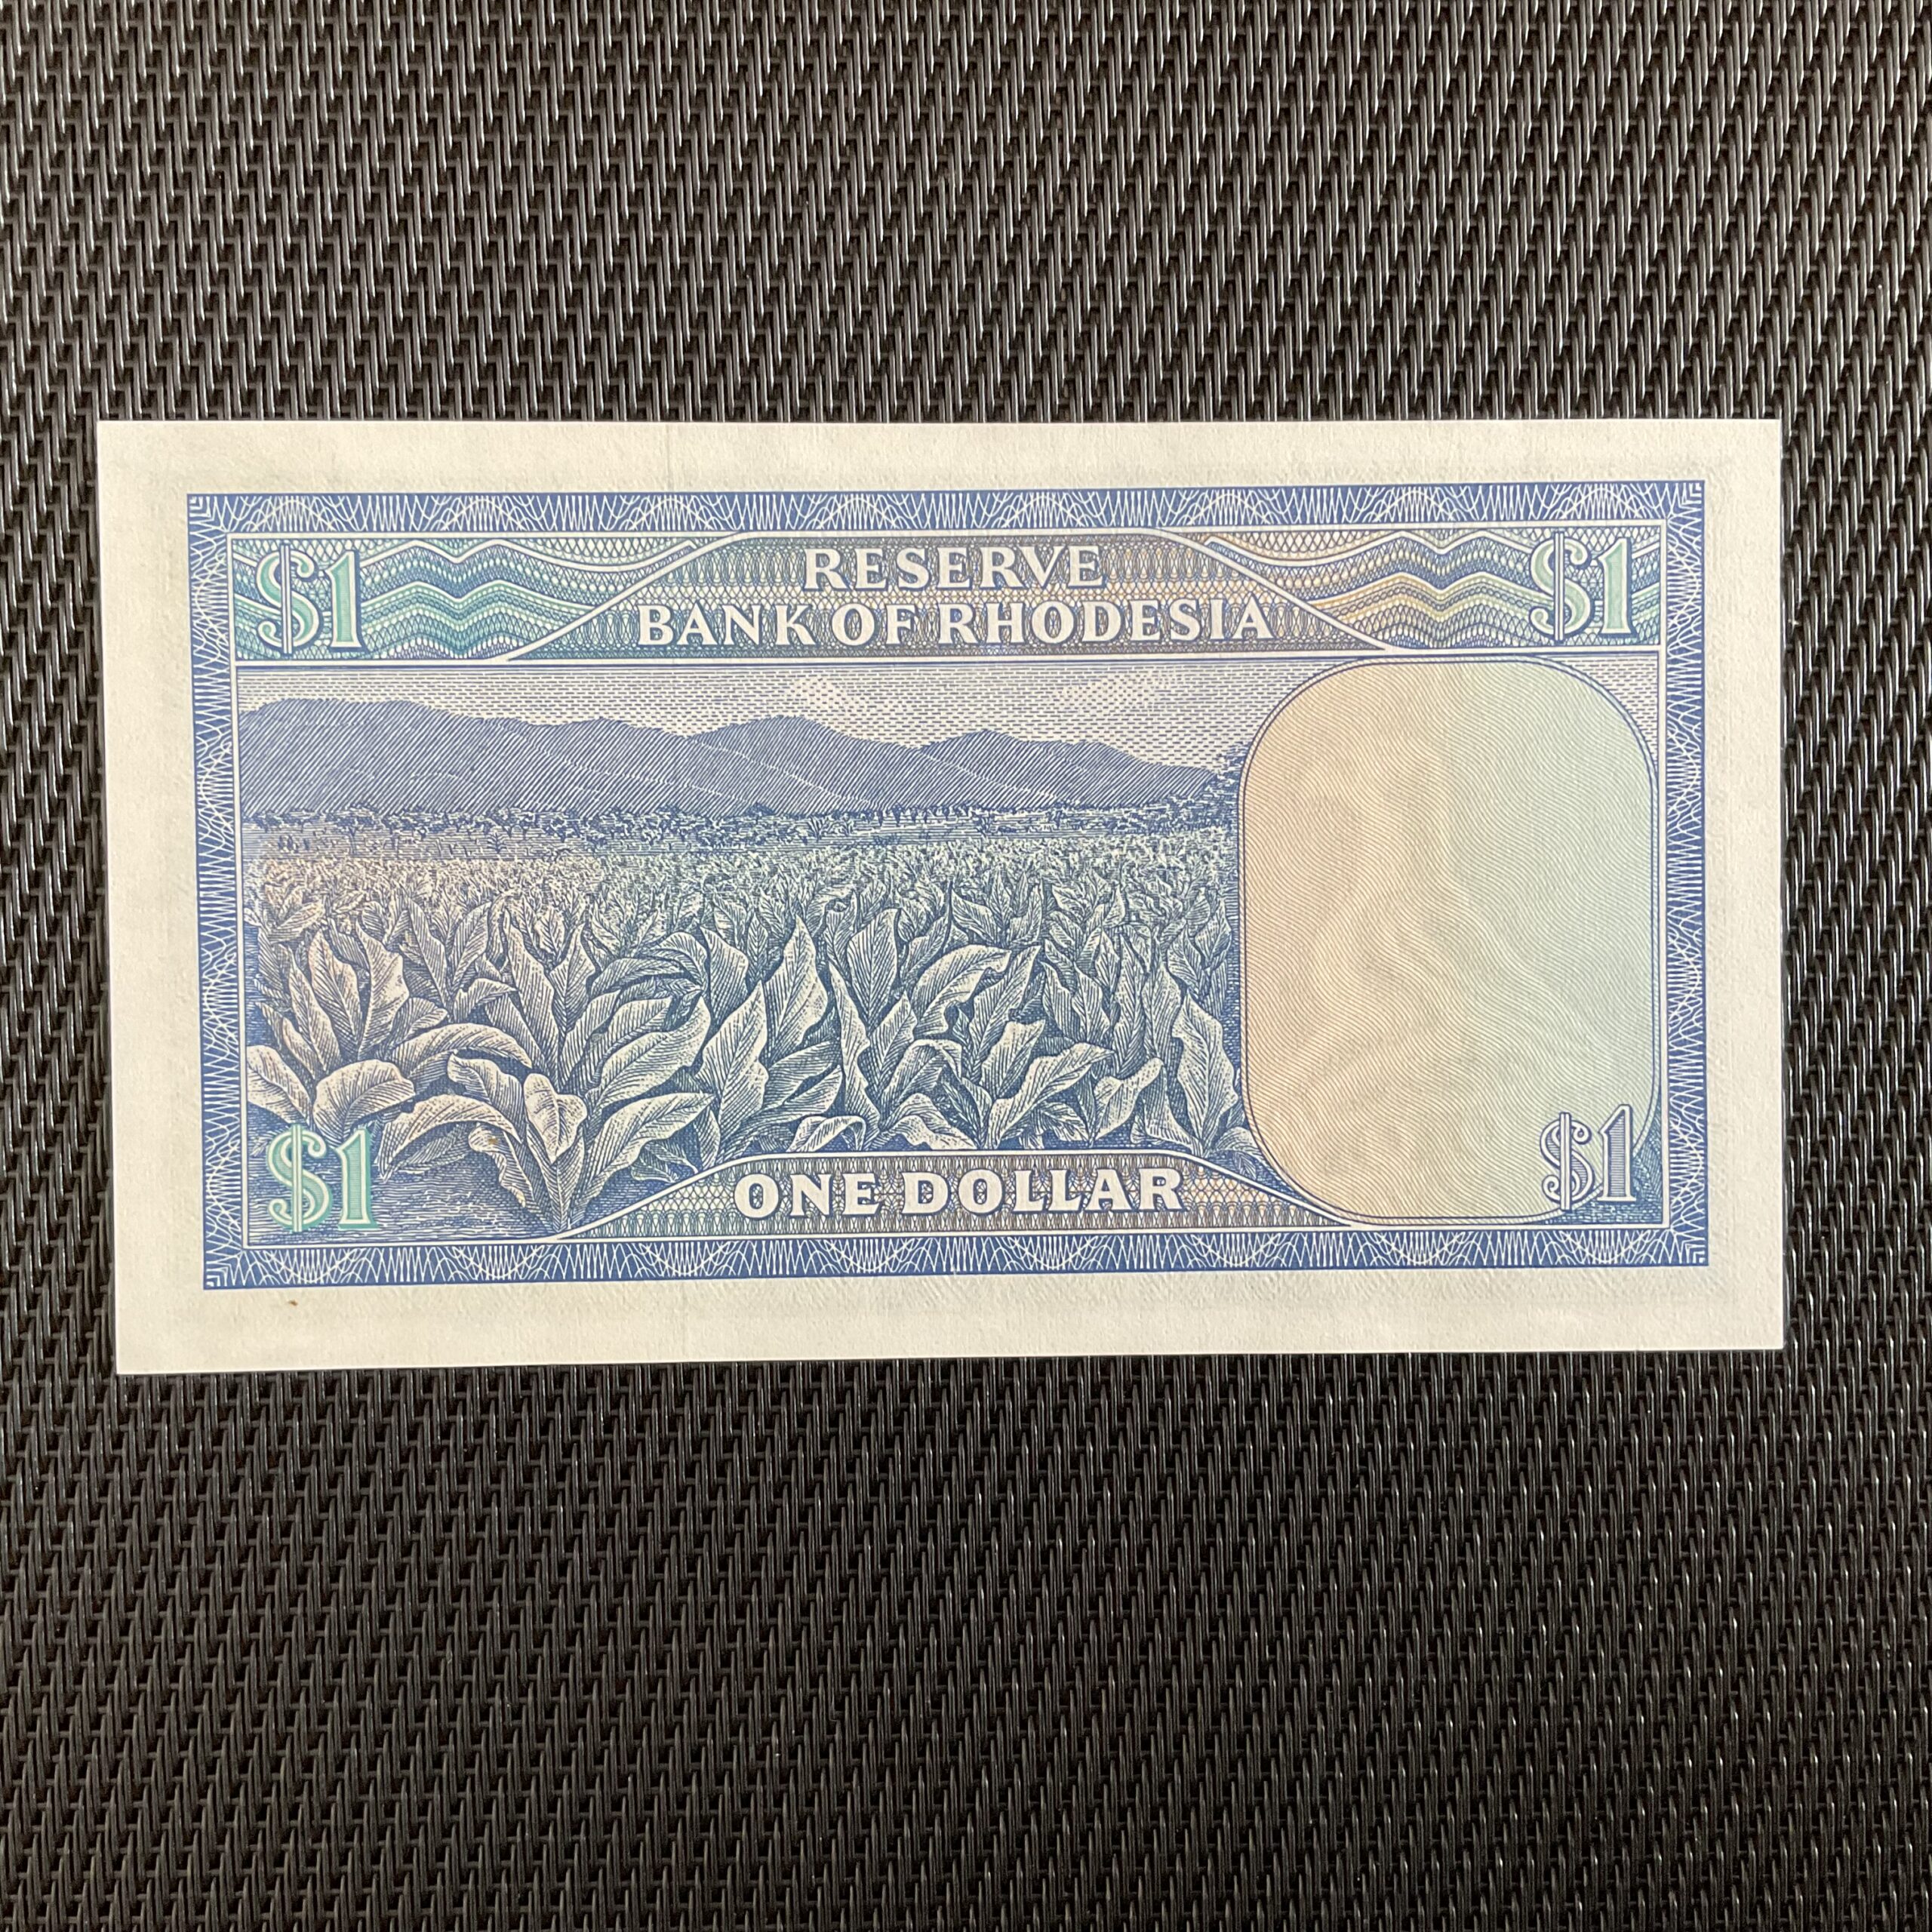 $1
RESERVE
BANK OF RHODESIA
$1
$1
ONE DOLLAR
$1